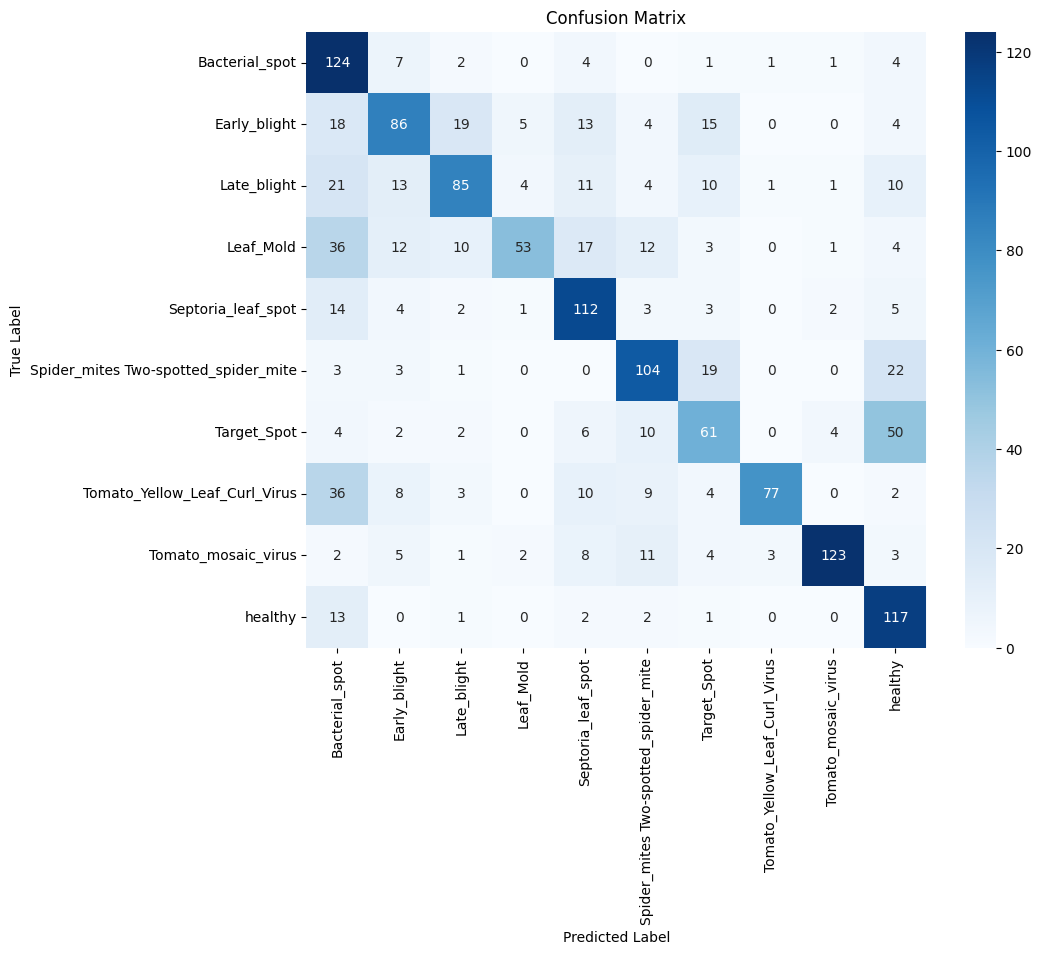 Confusion Matrix
Bacterial_spot 124 7 2 0 4 0 1 1 1 4
Early_blight 18 86 19 5 13 4 15 0 0 4
Late_blight 21 13 85 4 11 4 10 1 1 10
Leaf_Mold 36 12 10 53 17 12 3 0 1 4
Septoria_leaf_spot 14 4 2 1 112 3 3 0 2 5
Spider_mites Two-spotted_spider_mite 3 3 1 0 0 104 19 0 0 22
Target_Spot 4 2 2 0 6 10 61 0 4 50
Tomato_Yellow_Leaf_Curl_Virus 36 8 3 0 10 9 4 77 0 2
Tomato_mosaic_virus 2 5 1 2 8 11 4 3 123 3
healthy 13 0 1 0 2 2 1 0 0 117
True Label
Bacterial_spot
Early_blight
Late_blight
Leaf_Mold
Septoria_leaf_spot
Spider_mites Two-spotted_spider_mite
Target_Spot
Tomato_Yellow_Leaf_Curl_Virus
Tomato_mosaic_virus
healthy
Predicted Label
120
100
80
60
40
20
0